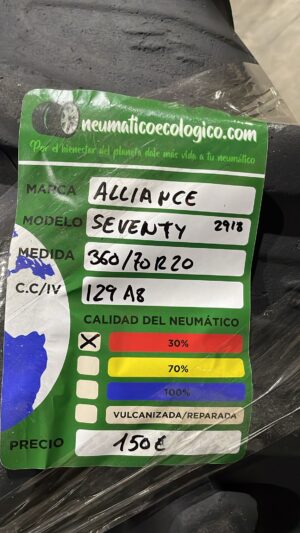 neumaticoecologico.com
Por el bienestar del planeta dale más vida a tu neumático
MARCA ALLIANCE
MODELO SEVENTY 2918
MEDIDA 360/70R20
C.C/IV 129 A8
CALIDAD DEL NEUMÁTICO
X 30%
70%
100%
VULCANIZADA/REPARADA
PRECIO 150€